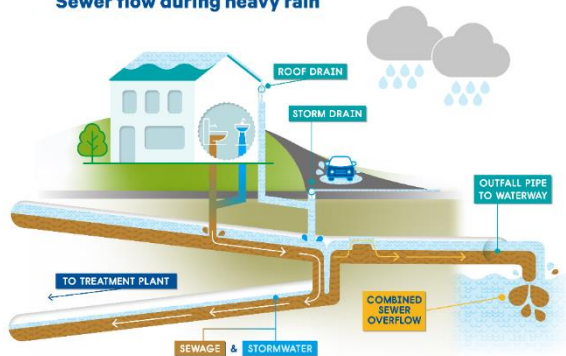 Sewer flow during heavy rain
ROOF DRAIN
STORM DRAIN
OUTFALL PIPE
TO WATERWAY
TO TREATMENT PLANT
COMBINED
SEWER
OVERFLOW
SEWAGE & STORMWATER